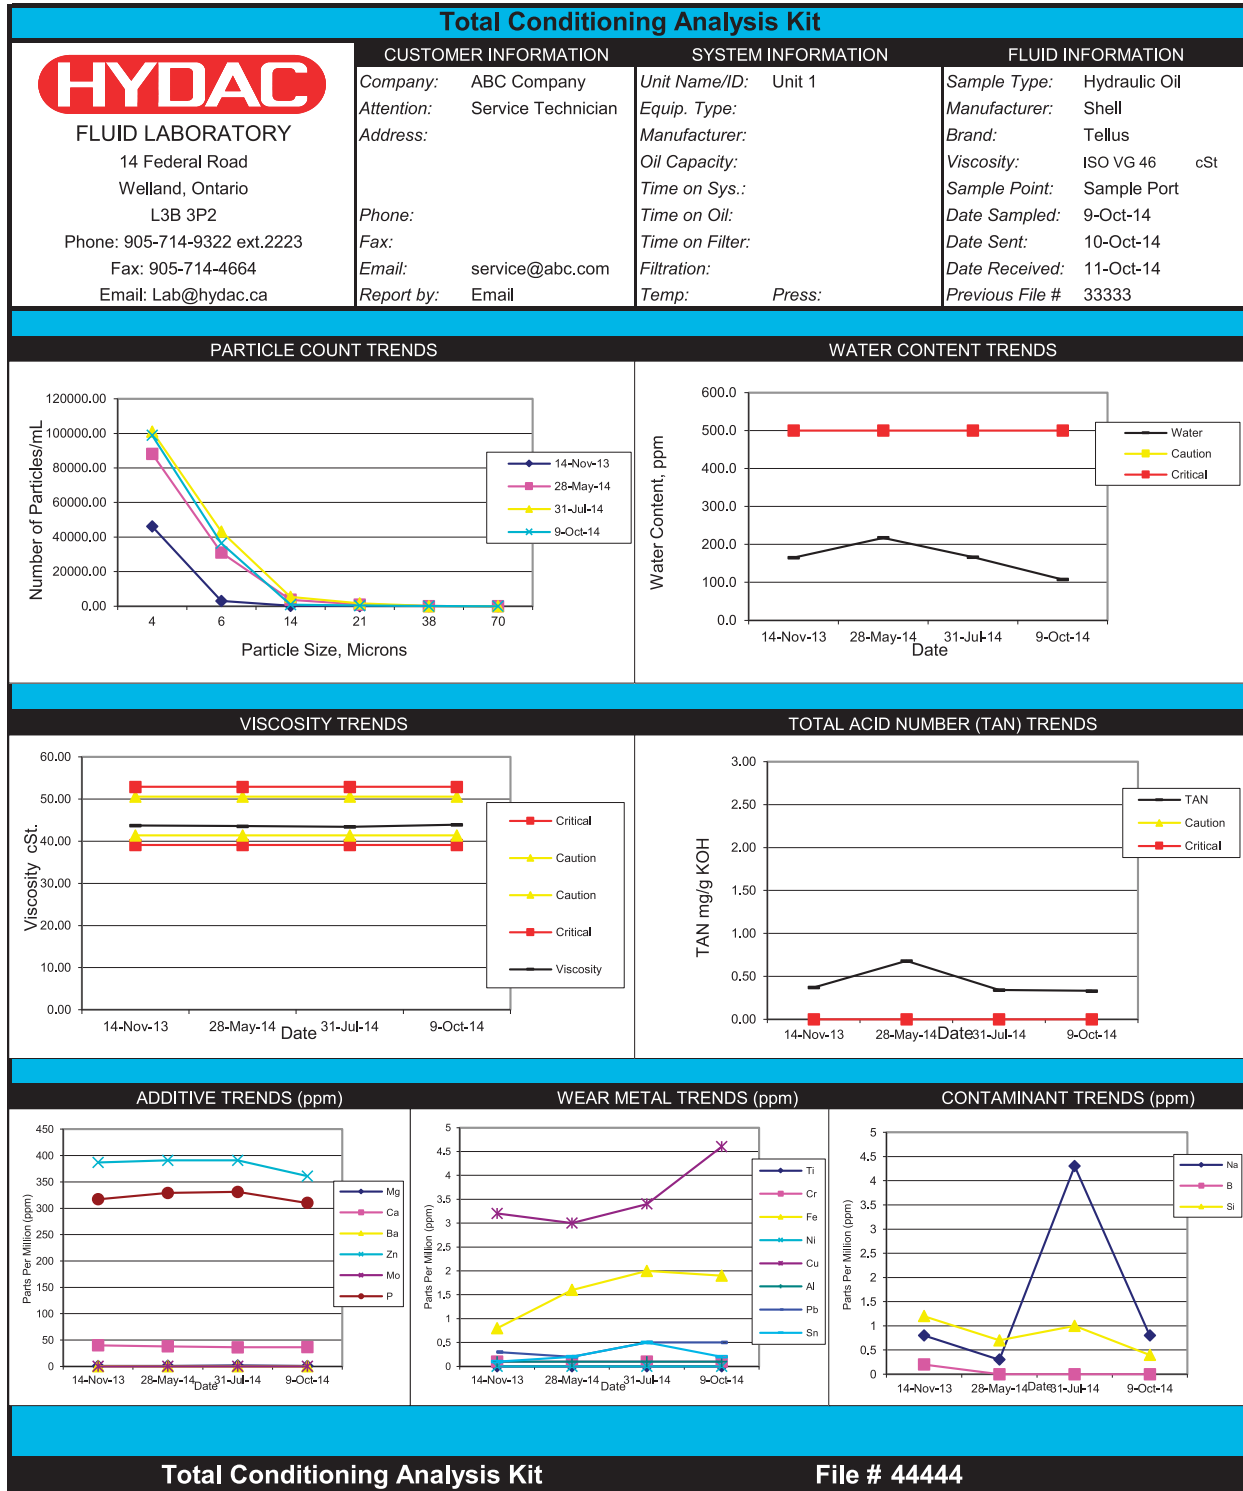 Total Conditioning Analysis Kit
HYDAC
FLUID LABORATORY
14 Federal Road
Welland, Ontario
L3B 3P2
Phone: 905-714-9322 ext.2223
Fax: 905-714-4664
Email: Lab@hydac.ca
CUSTOMER INFORMATION
Company: ABC Company
Attention: Service Technician
Address:
Phone:
Fax:
Email: service@abc.com
Report by: Email
SYSTEM INFORMATION
Unit Name/ID: Unit 1
Equip. Type:
Manufacturer:
Oil Capacity:
Time on Sys.:
Time on Oil:
Time on Filter:
Filtration:
Temp: Press:
FLUID INFORMATION
Sample Type: Hydraulic Oil
Manufacturer: Shell
Brand: Tellus
Viscosity: ISO VG 46 cSt
Sample Point: Sample Port
Date Sampled: 9-Oct-14
Date Sent: 10-Oct-14
Date Received: 11-Oct-14
Previous File # 33333
PARTICLE COUNT TRENDS
Number of Particles/mL
120000.00
100000.00
80000.00
60000.00
40000.00
20000.00
0.00
4 6 14 21 38 70
Particle Size, Microns
14-Nov-13
28-May-14
31-Jul-14
9-Oct-14
WATER CONTENT TRENDS
Water Content, ppm
600.0
500.0
400.0
300.0
200.0
100.0
0.0
14-Nov-13 28-May-14 31-Jul-14 9-Oct-14
Date
Water
Caution
Critical
VISCOSITY TRENDS
Viscosity cSt.
60.00
50.00
40.00
30.00
20.00
10.00
0.00
14-Nov-13 28-May-14 31-Jul-14 9-Oct-14
Date
Critical
Caution
Caution
Critical
Viscosity
TOTAL ACID NUMBER (TAN) TRENDS
TAN mg/g KOH
3.00
2.50
2.00
1.50
1.00
0.50
0.00
14-Nov-13 28-May-14 31-Jul-14 9-Oct-14
Date
TAN
Caution
Critical
ADDITIVE TRENDS (ppm)
Parts Per Million (ppm)
450
400
350
300
250
200
150
100
50
0
14-Nov-13 28-May-14 31-Jul-14 9-Oct-14
Date
Mg
Ca
Ba
Zn
Mo
P
WEAR METAL TRENDS (ppm)
Parts Per Million (ppm)
5
4.5
4
3.5
3
2.5
2
1.5
1
0.5
0
14-Nov-13 28-May-14 31-Jul-14 9-Oct-14
Date
Ti
Cr
Fe
Ni
Cu
Al
Pb
Sn
CONTAMINANT TRENDS (ppm)
Parts Per Million (ppm)
5
4.5
4
3.5
3
2.5
2
1.5
1
0.5
0
14-Nov-13 28-May-14 31-Jul-14 9-Oct-14
Date
Na
B
Si
Total Conditioning Analysis Kit File # 44444